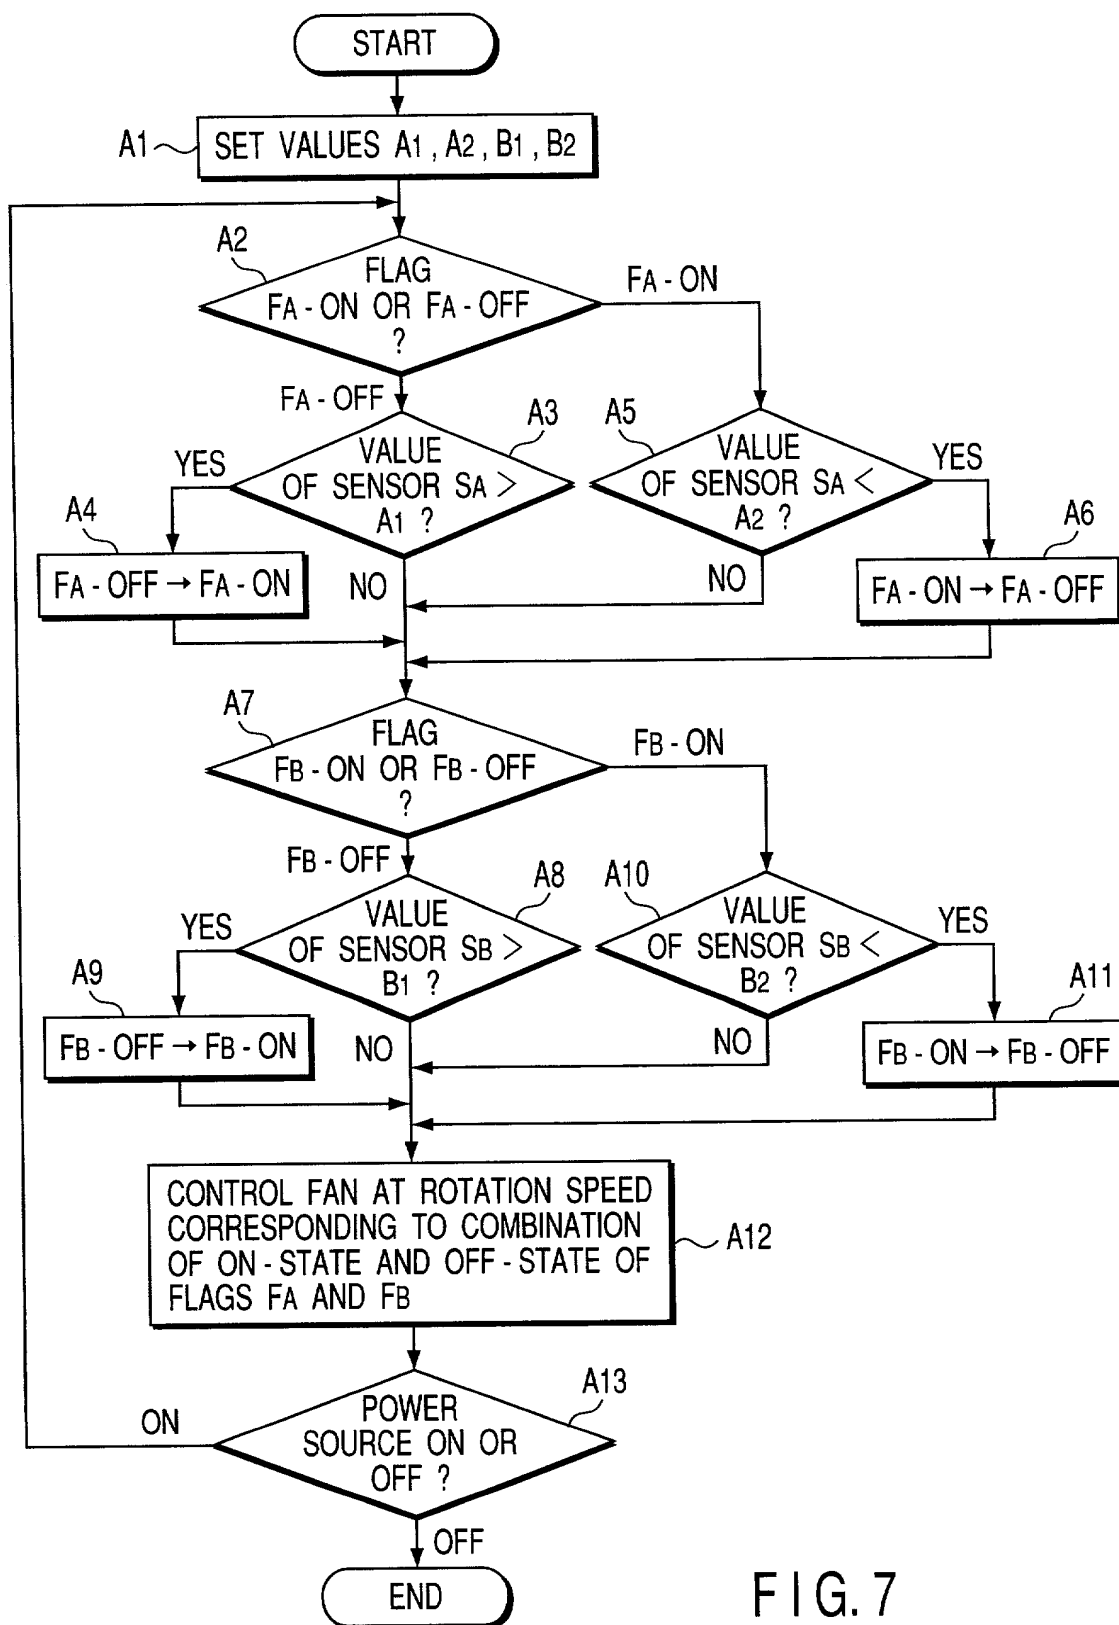 START
A1
SET VALUES A1 , A2 , B1 , B2
A2
FLAG
FA - ON OR FA - OFF
?
FA - ON
FA - OFF
A3
VALUE
OF SENSOR SA >
A1 ?
YES
NO
A4
FA - OFF → FA - ON
A5
VALUE
OF SENSOR SA <
A2 ?
YES
NO
A6
FA - ON → FA - OFF
A7
FLAG
FB - ON OR FB - OFF
?
FB - ON
FB - OFF
A8
VALUE
OF SENSOR SB >
B1 ?
YES
NO
A9
FB - OFF → FB - ON
A10
VALUE
OF SENSOR SB <
B2 ?
YES
NO
A11
FB - ON → FB - OFF
CONTROL FAN AT ROTATION SPEED
CORRESPONDING TO COMBINATION
OF ON - STATE AND OFF - STATE OF
FLAGS FA AND FB
A12
A13
POWER
SOURCE ON OR
OFF ?
ON
OFF
END
FIG. 7